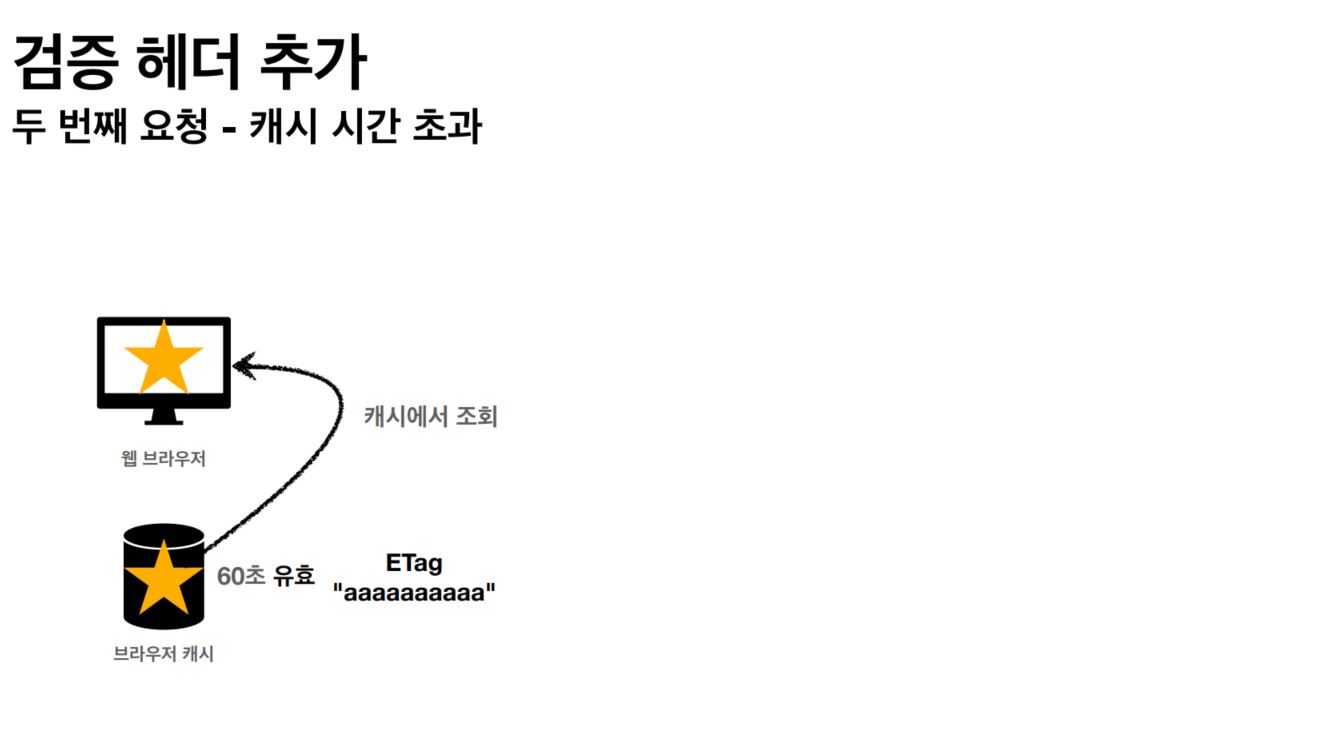 검증 헤더 추가
두 번째 요청 - 캐시 시간 초과
캐시에서 조회
웹 브라우저
60초 유효
ETag
"aaaaaaaaaa"
브라우저 캐시